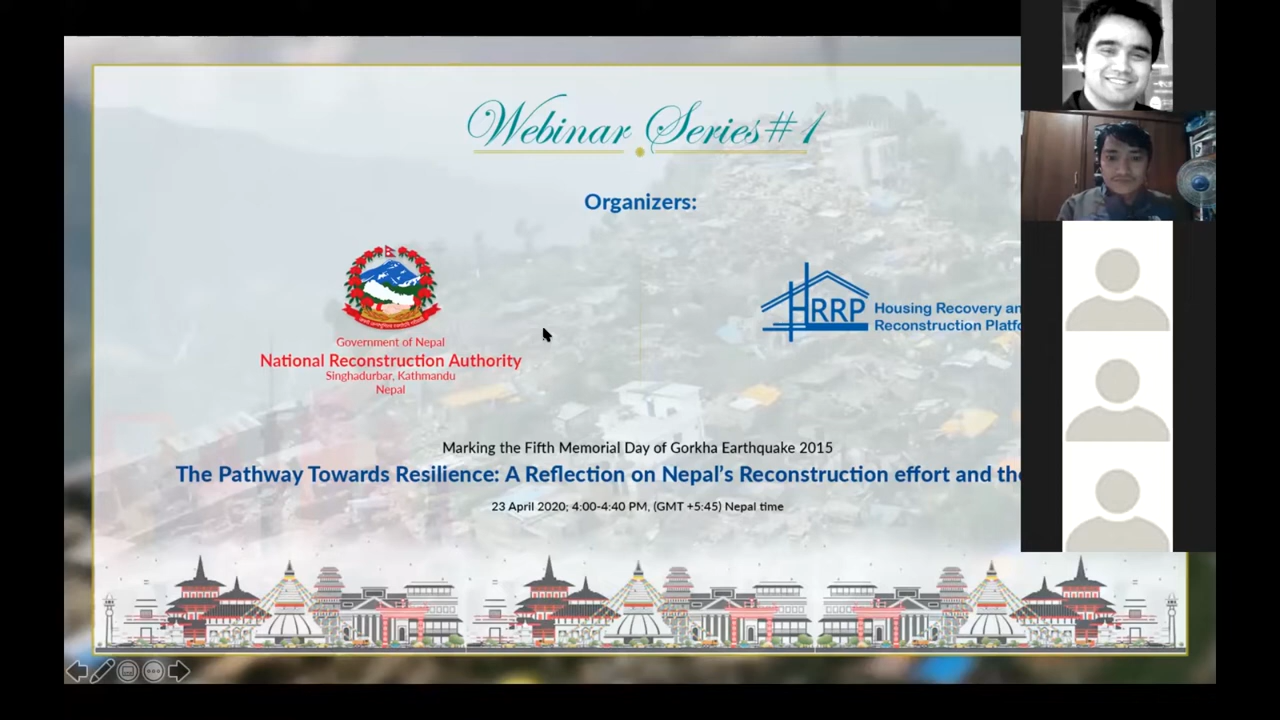 Webinar Series#1
Organizers:
Government of Nepal
National Reconstruction Authority
Singhadurbar, Kathmandu
Nepal
HRRP
Housing Recovery an
Reconstruction Platfo
Marking the Fifth Memorial Day of Gorkha Earthquake 2015
The Pathway Towards Resilience: A Reflection on Nepal's Reconstruction effort and the
23 April 2020; 4:00-4:40 PM, (GMT +5:45) Nepal time